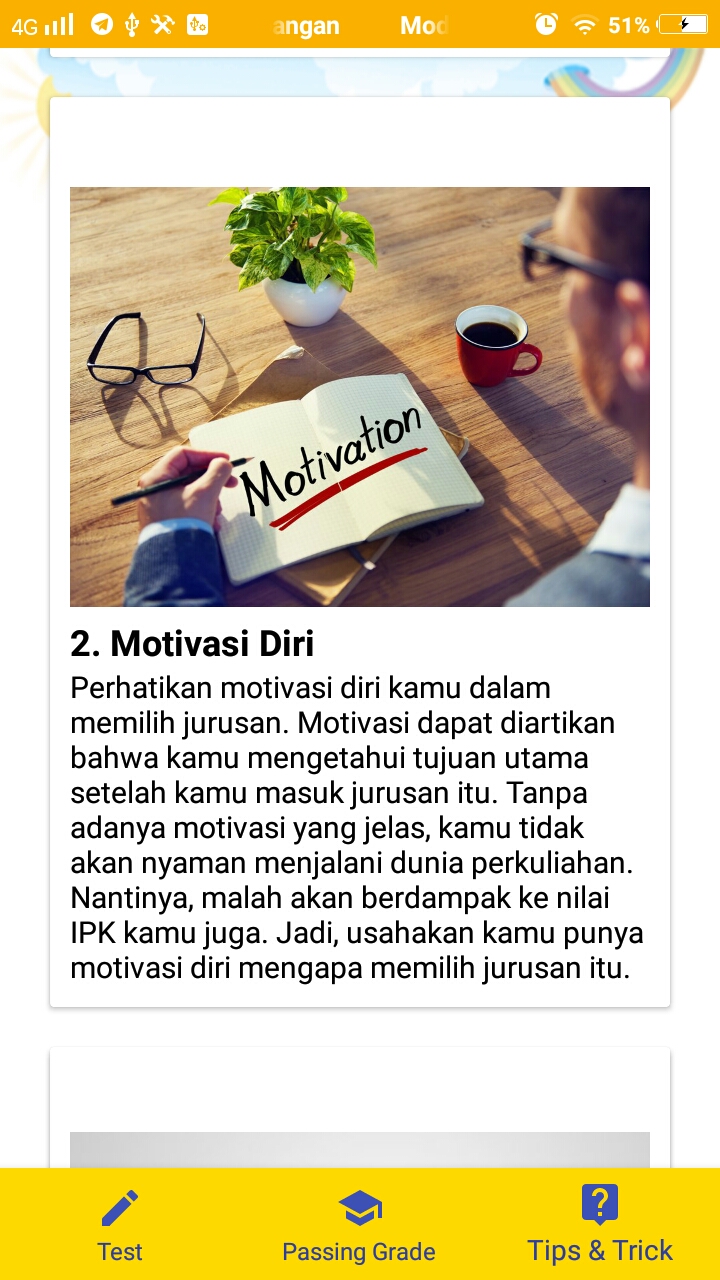 4G
angan Mod
51%
Motivation
2. Motivasi Diri
Perhatikan motivasi diri kamu dalam
memilih jurusan. Motivasi dapat diartikan
bahwa kamu mengetahui tujuan utama
setelah kamu masuk jurusan itu. Tanpa
adanya motivasi yang jelas, kamu tidak
akan nyaman menjalani dunia perkuliahan.
Nantinya, malah akan berdampak ke nilai
IPK kamu juga. Jadi, usahakan kamu punya
motivasi diri mengapa memilih jurusan itu.
Test
Passing Grade
Tips & Trick